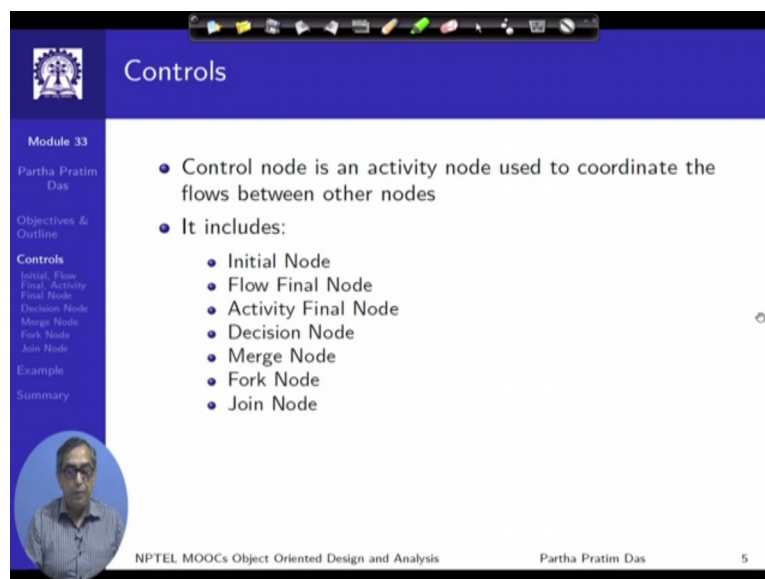 Controls
Module 33
Partha Pratim
Das
Objectives &
Outline
Controls
Initial, Flow
Final, Activity
Final Node
Decision Node
Merge Node
Fork Node
Join Node
Example
Summary
Control node is an activity node used to coordinate the
flows between other nodes
It includes:
Initial Node
Flow Final Node
Activity Final Node
Decision Node
Merge Node
Fork Node
Join Node
NPTEL MOOCs Object Oriented Design and Analysis Partha Pratim Das 5